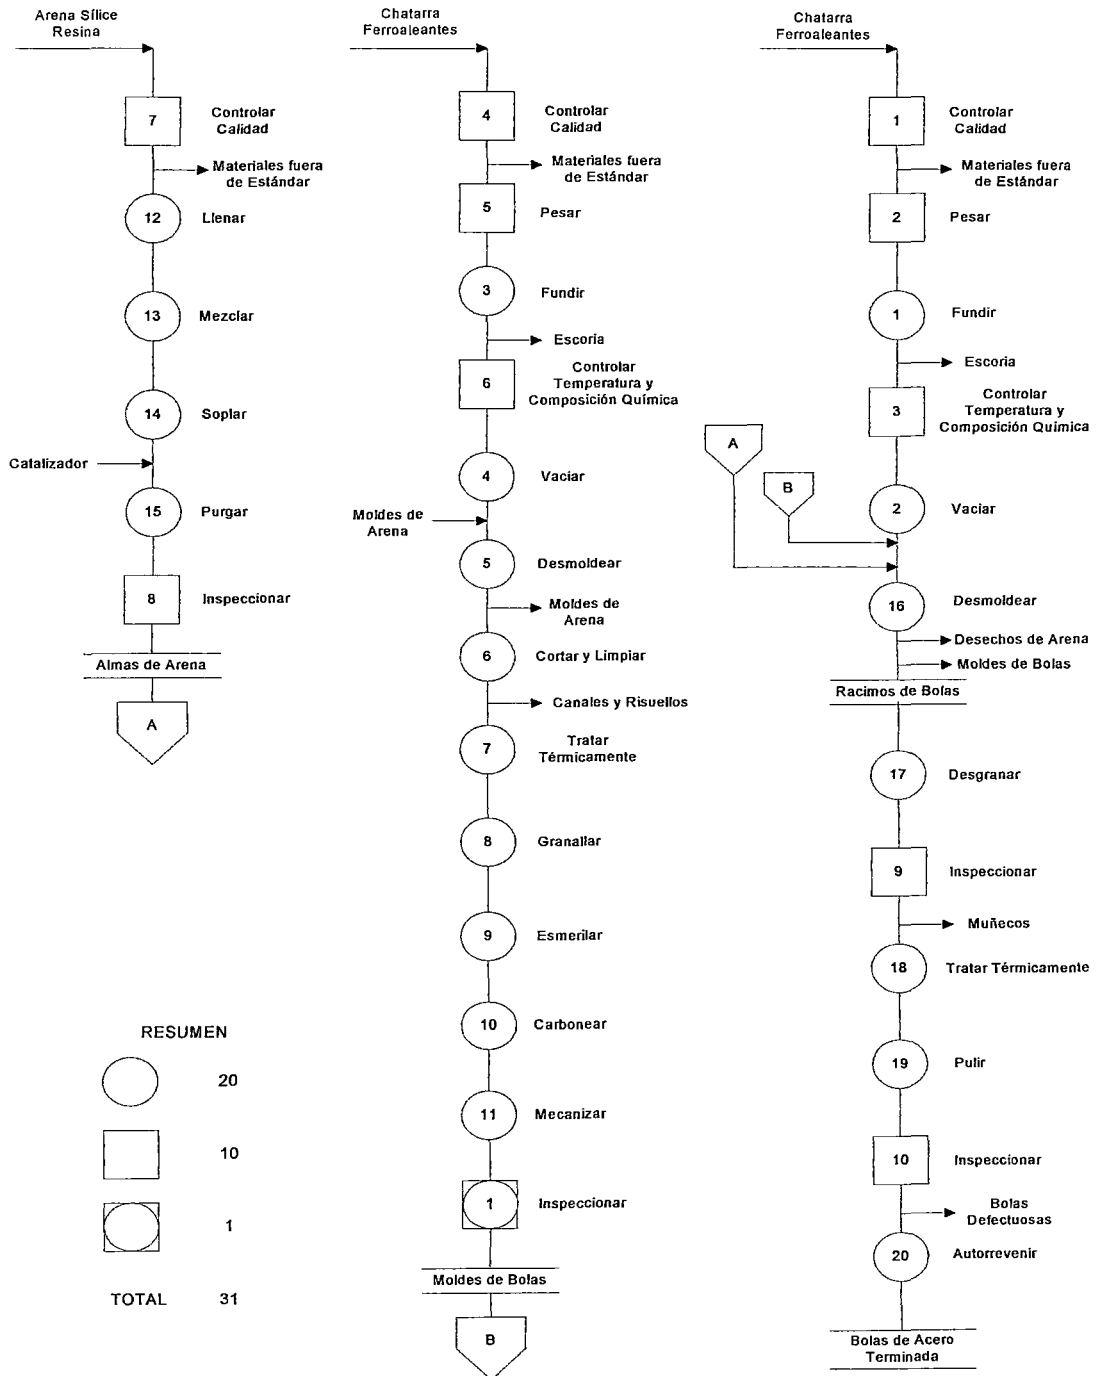 Arena Sílice
Resina
7
Controlar
Calidad
Materiales fuera
de Estándar
12
Llenar
13
Mezclar
14
Soplar
Catalizador
15
Purgar
8
Inspeccionar
Almas de Arena
A
Chatarra
Ferroaleantes
4
Controlar
Calidad
Materiales fuera
de Estándar
5
Pesar
3
Fundir
Escoria
6
Controlar
Temperatura y
Composición Química
4
Vaciar
Moldes de
Arena
5
Desmoldear
Moldes de
Arena
6
Cortar y Limpiar
Canales y Risuellos
7
Tratar
Térmicamente
8
Granallar
9
Esmerilar
10
Carbonear
11
Mecanizar
1
Inspeccionar
Moldes de Bolas
B
Chatarra
Ferroaleantes
1
Controlar
Calidad
Materiales fuera
de Estándar
2
Pesar
1
Fundir
Escoria
3
Controlar
Temperatura y
Composición Química
A
B
2
Vaciar
16
Desmoldear
Desechos de Arena
Moldes de Bolas
Racimos de Bolas
17
Desgranar
9
Inspeccionar
Muñecos
18
Tratar Térmicamente
19
Pulir
10
Inspeccionar
Bolas
Defectuosas
20
Autorrevenir
Bolas de Acero
Terminada
RESUMEN
20
10
1
TOTAL 31